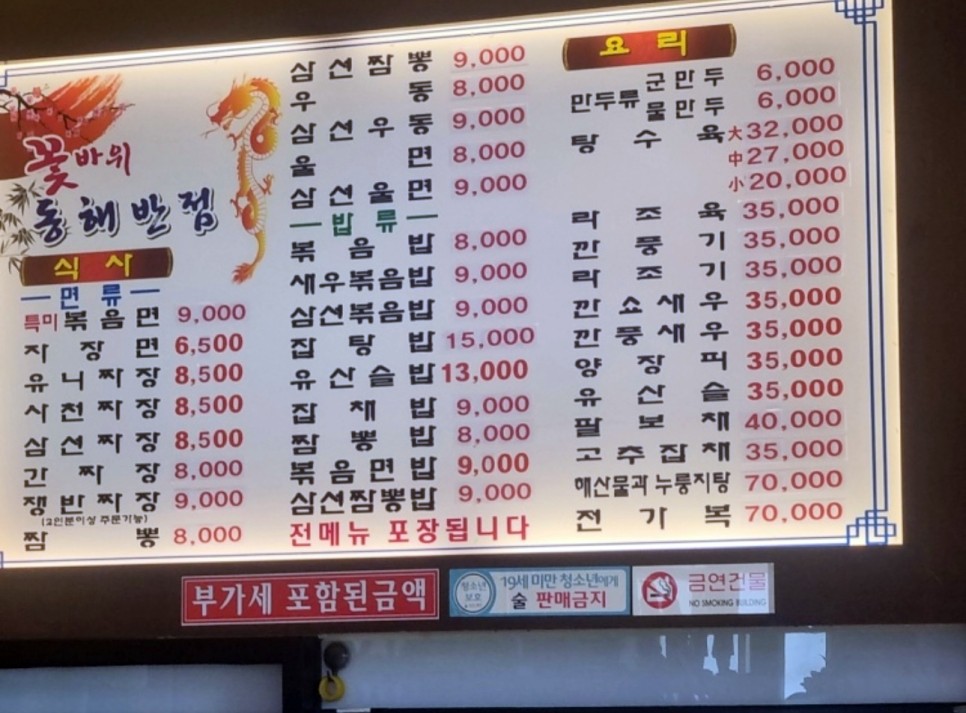 꽃바위
동해반점
식사
면류
특미볶음면 9,000
자장면 6,500
유니짜장 8,500
사천짜장 8,500
삼선짜장 8,500
간짜장 8,000
쟁반짜장 9,000
(2인분이상 주문가능)
짬뽕 8,000
삼선짬뽕 9,000
우동 8,000
삼선우동 9,000
울면 8,000
삼선울면 9,000
밥류
볶음밥 8,000
새우볶음밥 9,000
삼선볶음밥 9,000
잡탕밥 15,000
유산슬밥 13,000
잡채밥 9,000
짬뽕밥 8,000
볶음면밥 9,000
삼선짬뽕밥 9,000
전메뉴 포장됩니다
요리
만두류 군만두 6,000
물만두 6,000
탕수육 大 32,000
中 27,000
小 20,000
라조육 35,000
깐풍기 35,000
라조기 35,000
깐쇼새우 35,000
깐풍새우 35,000
양장피 35,000
유산슬 35,000
팔보채 40,000
고추잡채 35,000
해산물과 누룽지탕 70,000
전가복 70,000
부가세 포함된금액
청소년
보호
19세 미만 청소년에게
술 판매금지
금연건물
NO SMOKING BUILDING